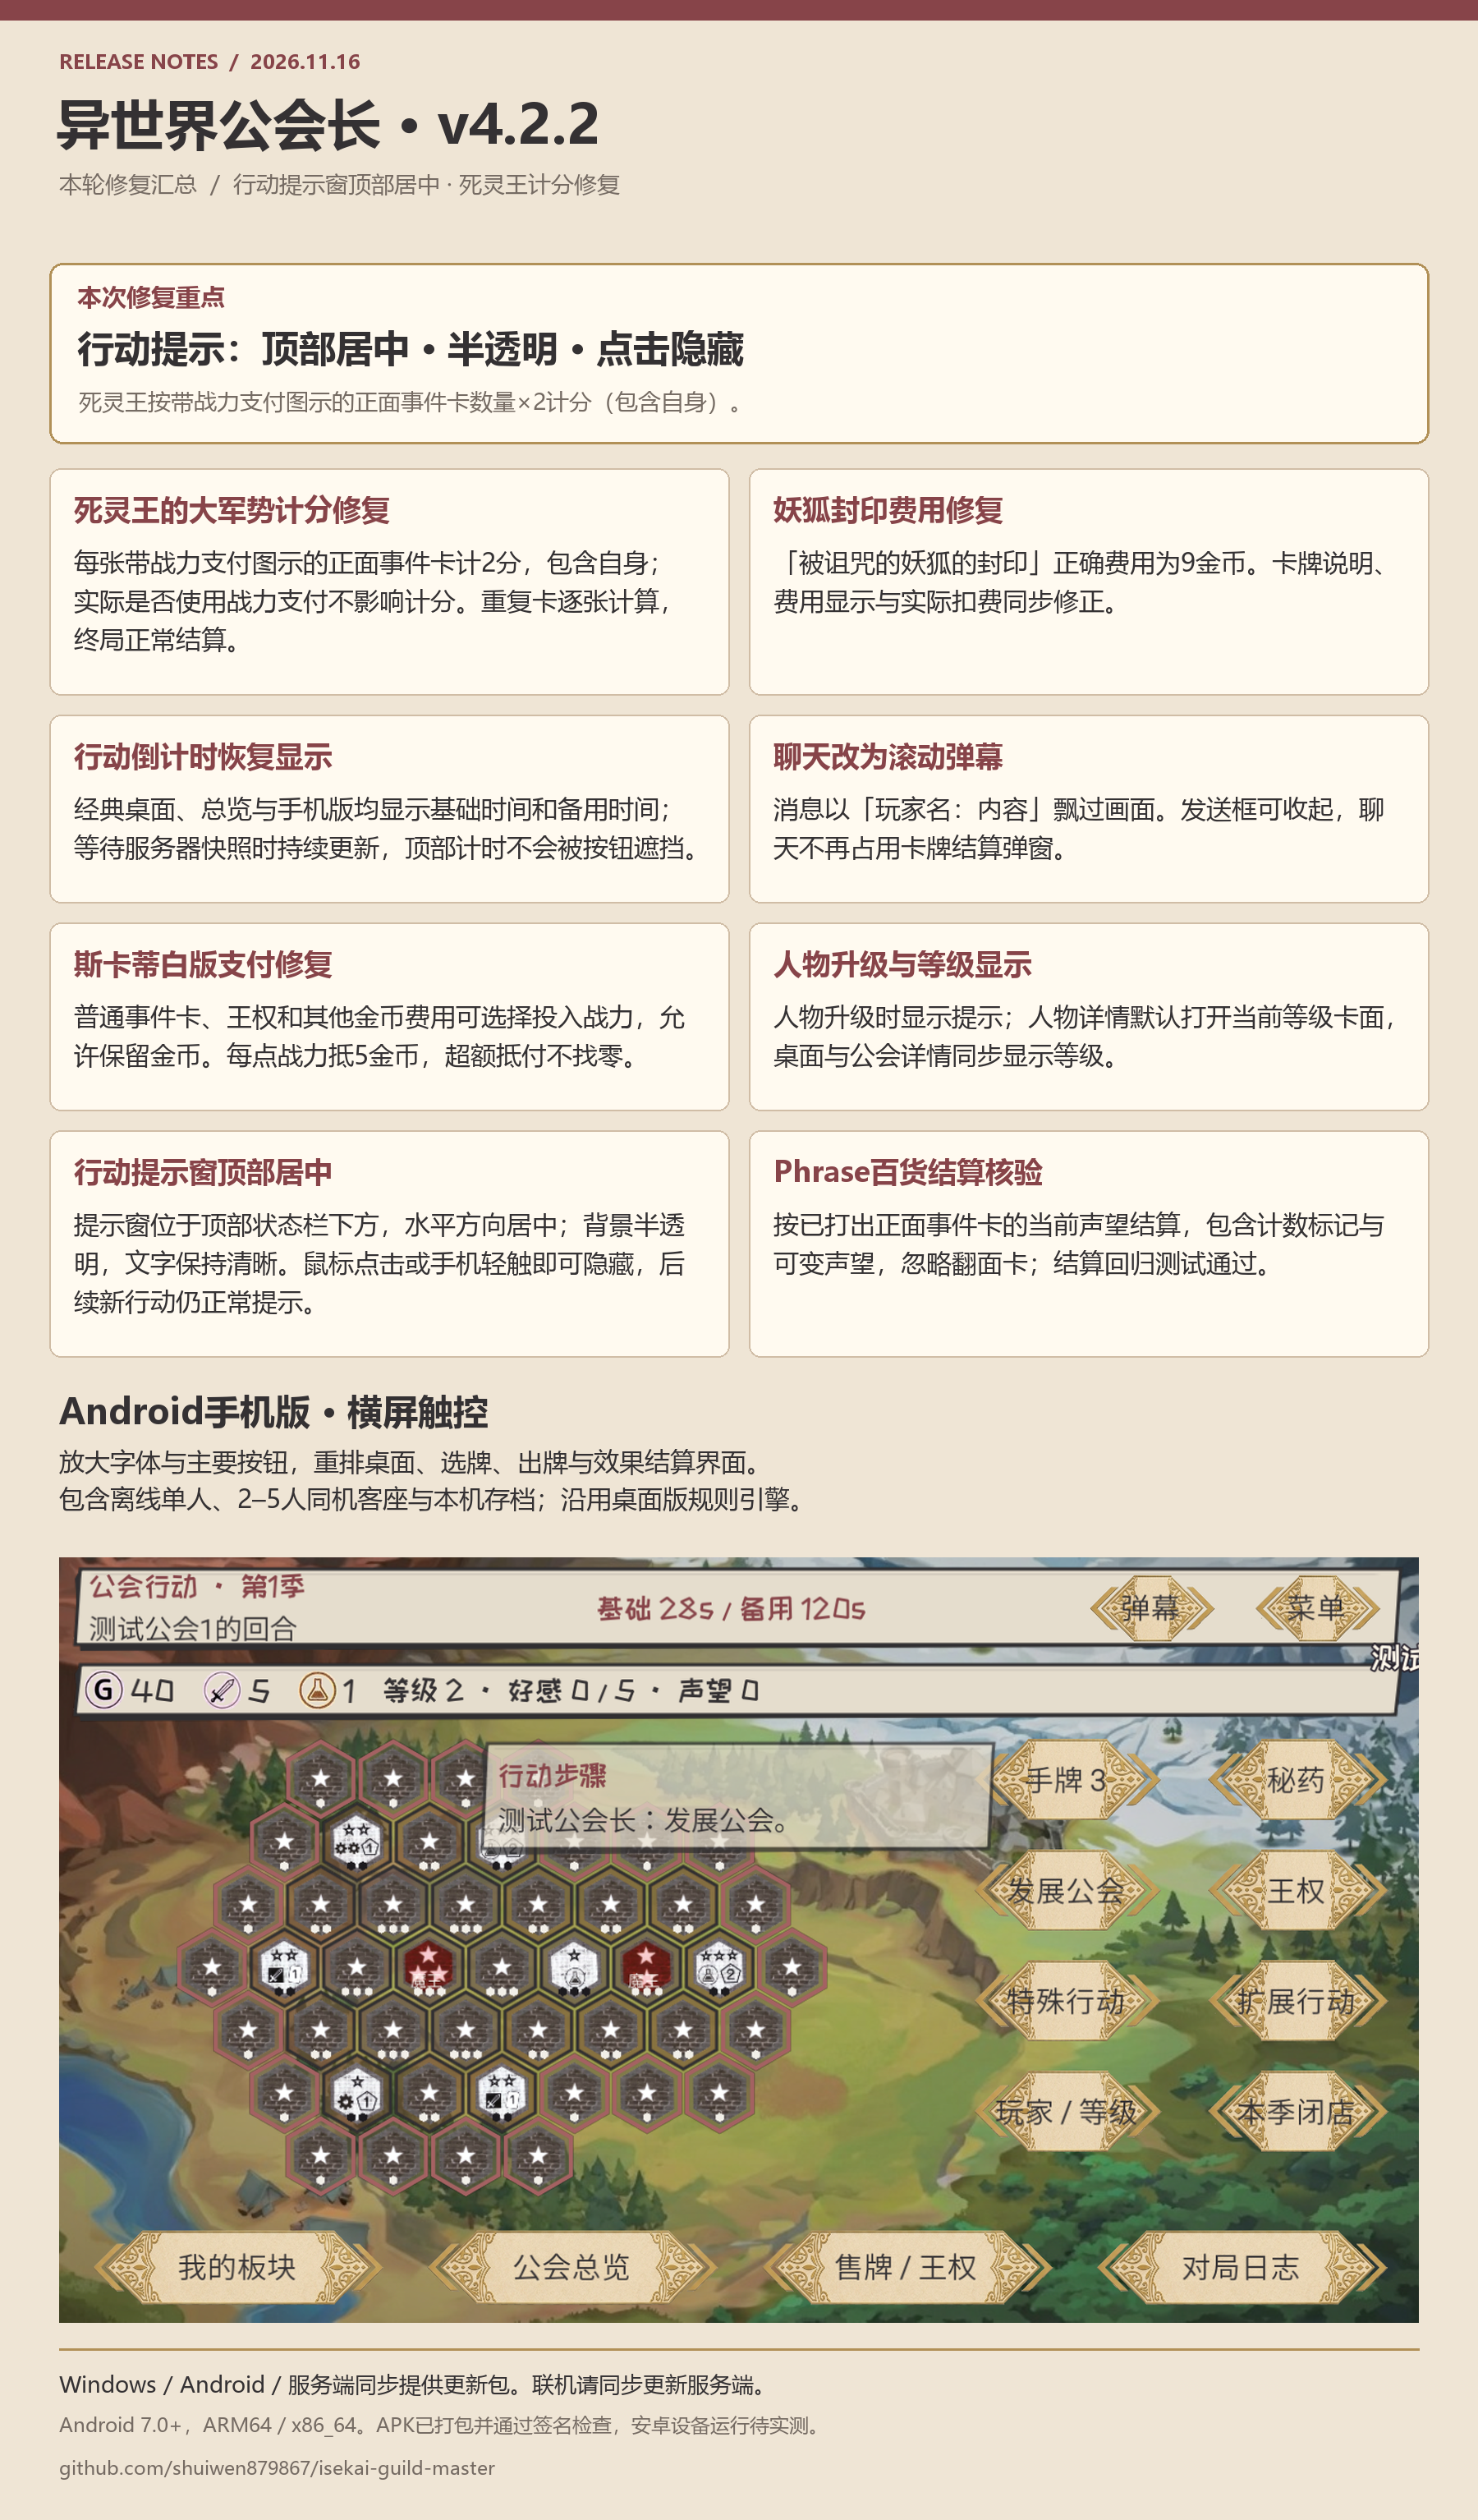 RELEASE NOTES / 2026.11.16
异世界公会长 • v4.2.2
本轮修复汇总 / 行动提示窗顶部居中 · 死灵王计分修复
本次修复重点
行动提示：顶部居中 • 半透明 • 点击隐藏
死灵王按带战力支付图示的正面事件卡数量×2计分（包含自身）。
死灵王的大军势计分修复
每张带战力支付图示的正面事件卡计2分，包含自身；
实际是否使用战力支付不影响计分。重复卡逐张计算，
终局正常结算。
妖狐封印费用修复
「被诅咒的妖狐的封印」正确费用为9金币。卡牌说明、
费用显示与实际扣费同步修正。
行动倒计时恢复显示
经典桌面、总览与手机版均显示基础时间和备用时间；
等待服务器快照时持续更新，顶部计时不会被按钮遮挡。
聊天改为滚动弹幕
消息以「玩家名：内容」飘过画面。发送框可收起，聊
天不再占用卡牌结算弹窗。
斯卡蒂白版支付修复
普通事件卡、王权和其他金币费用可选择投入战力，允
许保留金币。每点战力抵5金币，超额抵付不找零。
人物升级与等级显示
人物升级时显示提示；人物详情默认打开当前等级卡面，
桌面与公会详情同步显示等级。
行动提示窗顶部居中
提示窗位于顶部状态栏下方，水平方向居中；背景半透
明，文字保持清晰。鼠标点击或手机轻触即可隐藏，后
续新行动仍正常提示。
Phrase百货结算核验
按已打出正面事件卡的当前声望结算，包含计数标记与
可变声望，忽略翻面卡；结算回归测试通过。
Android手机版 • 横屏触控
放大字体与主要按钮，重排桌面、选牌、出牌与效果结算界面。
包含离线单人、2–5人同机客座与本机存档；沿用桌面版规则引擎。
公会行动 · 第1季
测试公会1的回合
基础 28s / 备用 120s
弹幕
菜单
测试
G 40 5 1 等级 2 · 好感 0 / 5 · 声望 0
行动步骤
测试公会长：发展公会。
手牌 3
秘药
发展公会
王权
特殊行动
扩展行动
玩家 / 等级
本季闭店
魔王
魔王
我的板块
公会总览
售牌 / 王权
对局日志
Windows / Android / 服务端同步提供更新包。联机请同步更新服务端。
Android 7.0+，ARM64 / x86_64。APK已打包并通过签名检查，安卓设备运行待实测。
github.com/shuiwen879867/isekai-guild-master